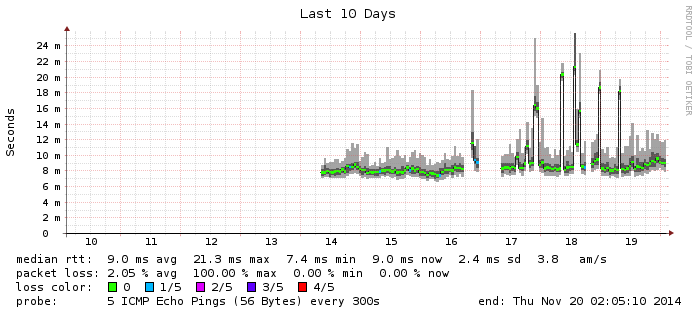 Last 10 Days
RRDTOOL / TOBI OETIKER
Seconds
24 m
22 m
20 m
18 m
16 m
14 m
12 m
10 m
8 m
6 m
4 m
2 m
0
10 11 12 13 14 15 16 17 18 19
median rtt: 9.0 ms avg 21.3 ms max 7.4 ms min 9.0 ms now 2.4 ms sd 3.8 am/s
packet loss: 2.05 % avg 100.00 % max 0.00 % min 0.00 % now
loss color: 0 1/5 2/5 3/5 4/5
probe: 5 ICMP Echo Pings (56 Bytes) every 300s end: Thu Nov 20 02:05:10 2014